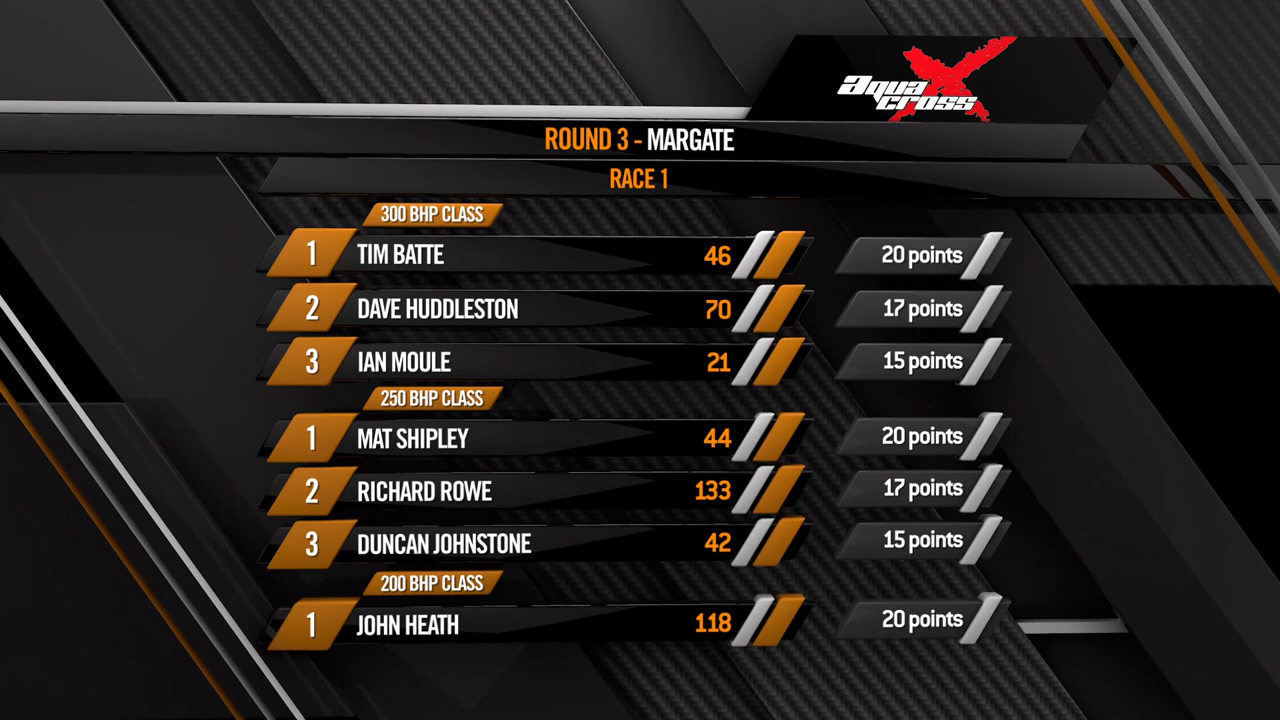 aqua
cross
ROUND 3 - MARGATE
RACE 1
300 BHP CLASS
1 TIM BATTE 46 20 points
2 DAVE HUDDLESTON 70 17 points
3 IAN MOULE 21 15 points
250 BHP CLASS
1 MAT SHIPLEY 44 20 points
2 RICHARD ROWE 133 17 points
3 DUNCAN JOHNSTONE 42 15 points
200 BHP CLASS
1 JOHN HEATH 118 20 points